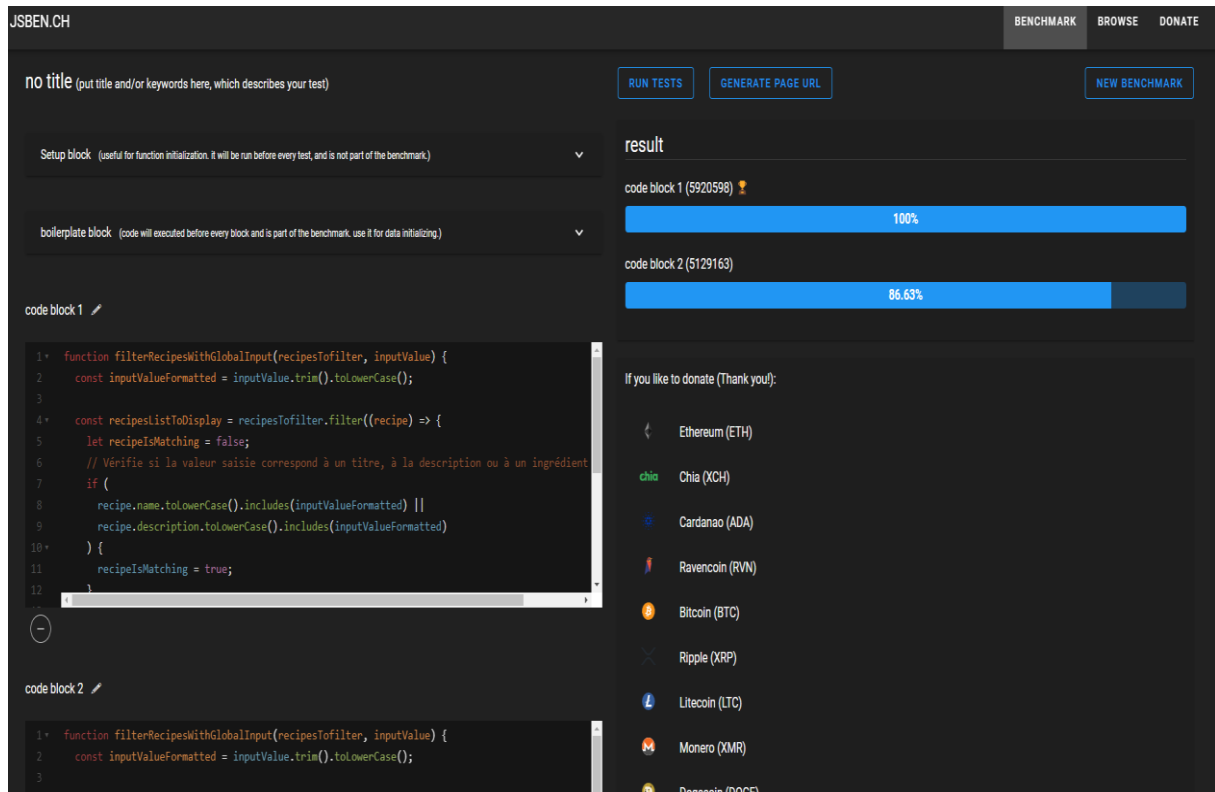 JSBEN.CH
BENCHMARK BROWSE DONATE
no title (put title and/or keywords here, which describes your test)
RUN TESTS GENERATE PAGE URL NEW BENCHMARK
Setup block (useful for function initialization. it will be run before every test, and is not part of the benchmark.)
boilerplate block (code will executed before every block and is part of the benchmark. use it for data initializing.)
code block 1
1 function filterRecipesWithGlobalInput(recipesTofilter, inputValue) {
2 const inputValueFormatted = inputValue.trim().toLowerCase();
3
4 const recipesListToDisplay = recipesTofilter.filter((recipe) => {
5 let recipeIsMatching = false;
6 // Vérifie si la valeur saisie correspond à un titre, à la description ou à un ingrédient
7 if (
8 recipe.name.toLowerCase().includes(inputValueFormatted) ||
9 recipe.description.toLowerCase().includes(inputValueFormatted)
10 ) {
11 recipeIsMatching = true;
12 }
code block 2
1 function filterRecipesWithGlobalInput(recipesTofilter, inputValue) {
2 const inputValueFormatted = inputValue.trim().toLowerCase();
3
result
code block 1 (5920598)
100%
code block 2 (5129163)
86.63%
If you like to donate (Thank you!):
Ethereum (ETH)
chia Chia (XCH)
Cardanao (ADA)
Ravencoin (RVN)
Bitcoin (BTC)
Ripple (XRP)
Litecoin (LTC)
Monero (XMR)
Dogecoin (DOGE)